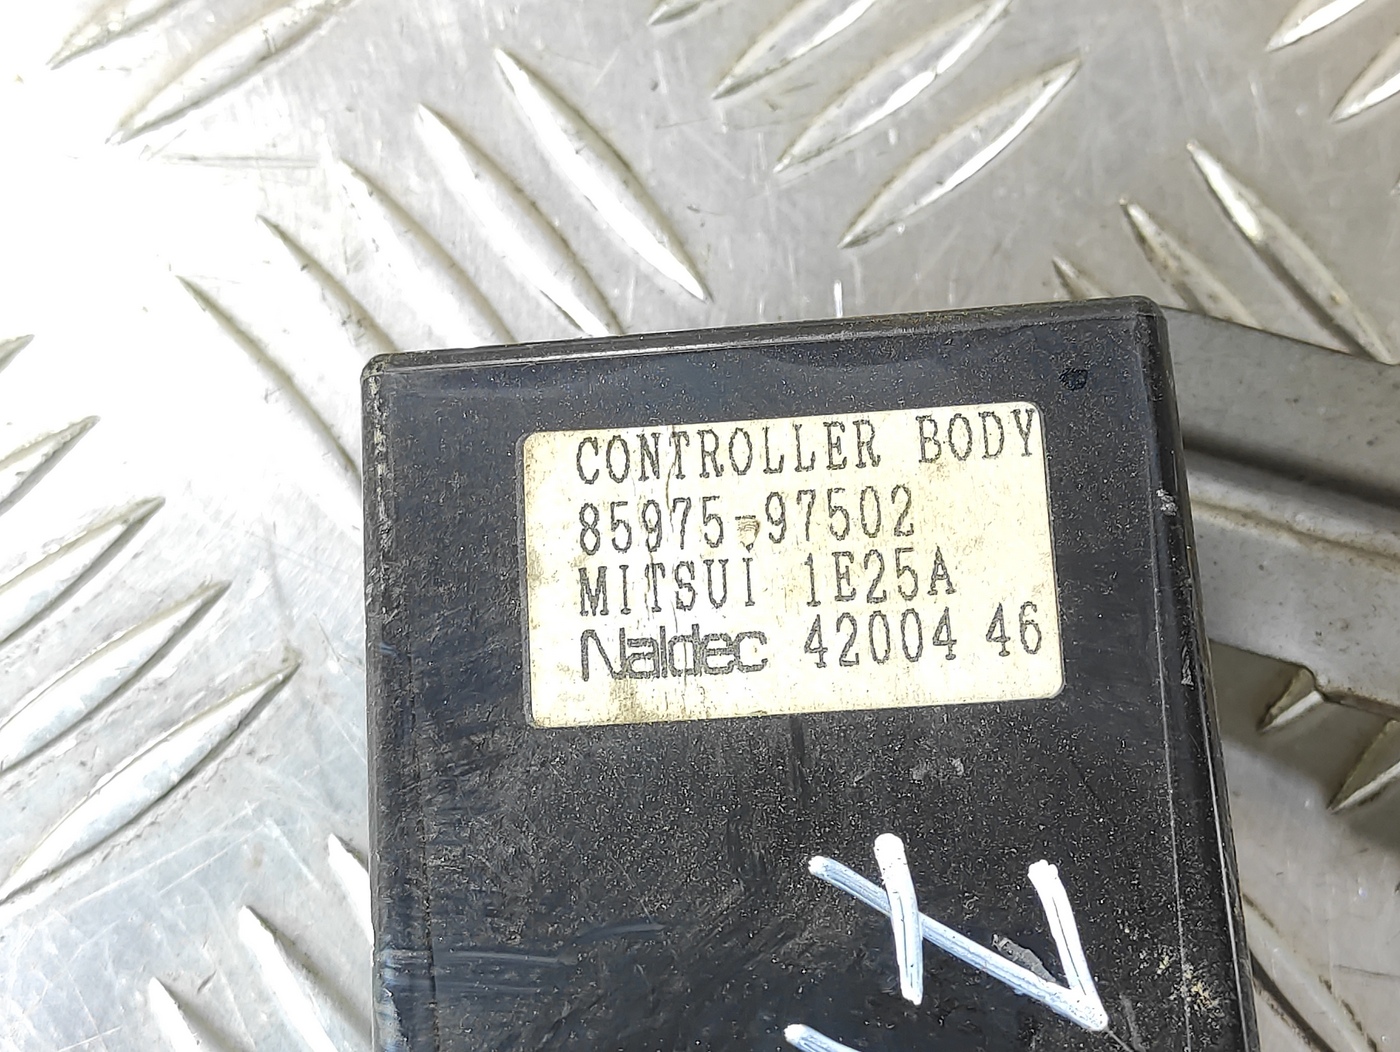 CONTROLLER BODY
85975-97502
MITSUI 1E25A
Naldec 42004 46